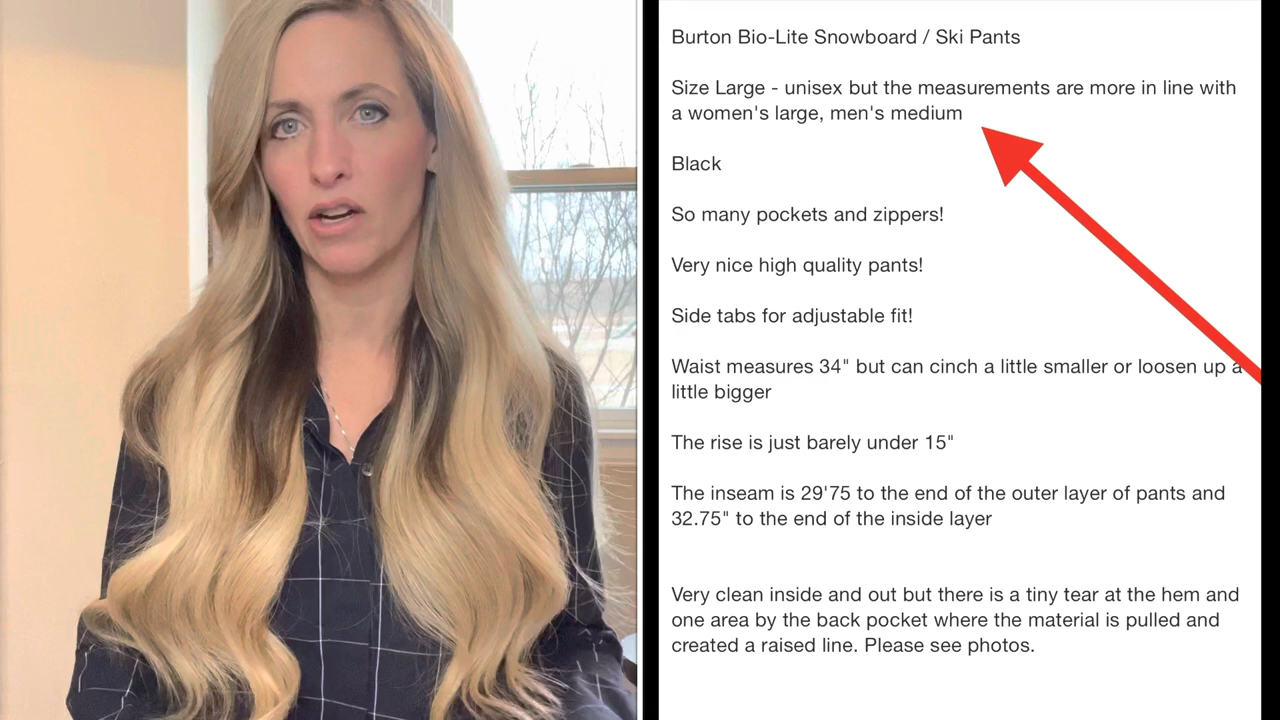 Burton Bio-Lite Snowboard / Ski Pants
Size Large - unisex but the measurements are more in line with
a women's large, men's medium
Black
So many pockets and zippers!
Very nice high quality pants!
Side tabs for adjustable fit!
Waist measures 34" but can cinch a little smaller or loosen up a
little bigger
The rise is just barely under 15"
The inseam is 29'75 to the end of the outer layer of pants and
32.75" to the end of the inside layer
Very clean inside and out but there is a tiny tear at the hem and
one area by the back pocket where the material is pulled and
created a raised line. Please see photos.